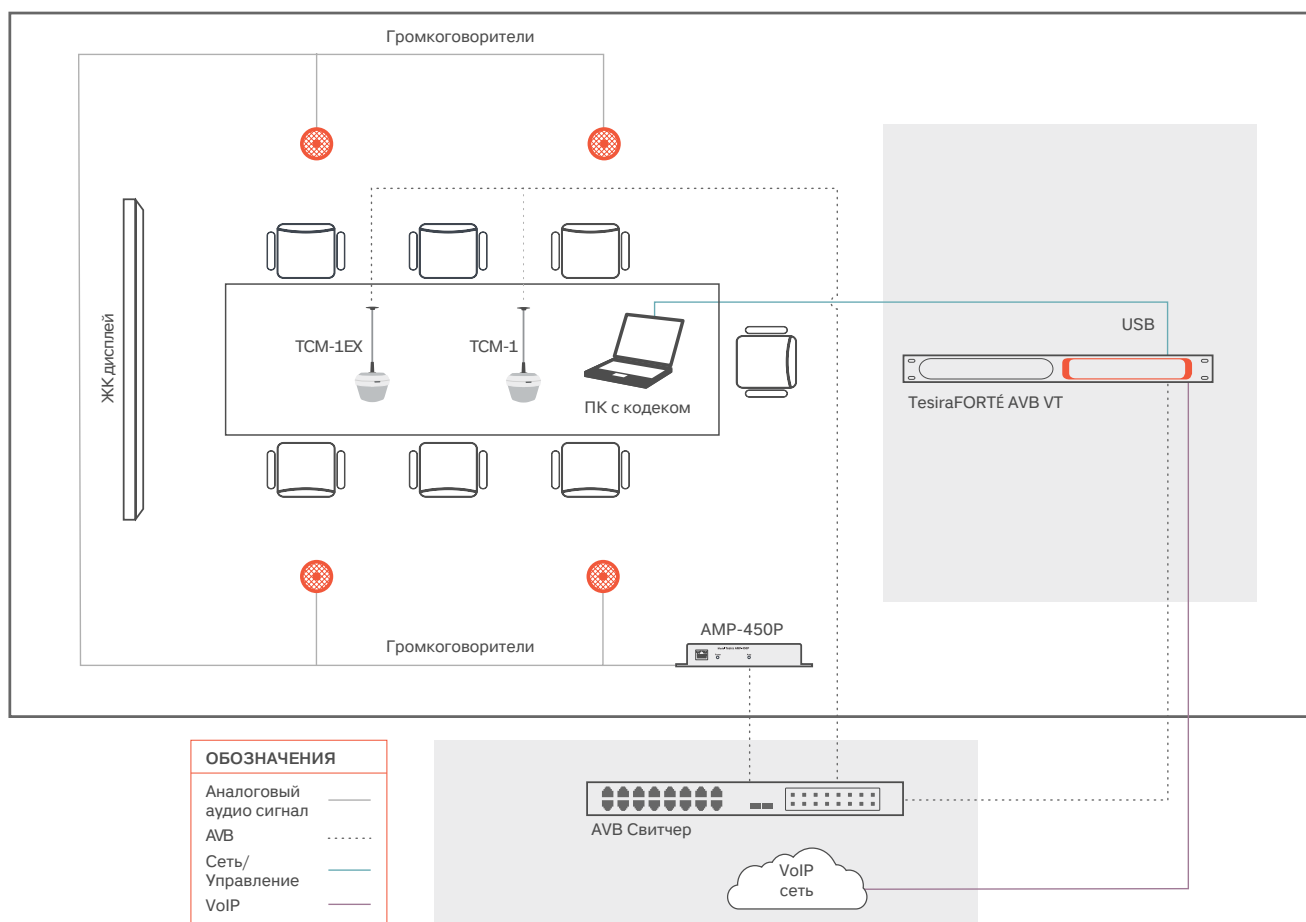 Громкоговорители
ЖК дисплей
TCM-1EX
TCM-1
ПК с кодеком
USB
TesiraFORTÉ AVB VT
Громкоговорители
AMP-450P
ОБОЗНАЧЕНИЯ
Аналоговый
аудио сигнал
AVB
Сеть/
Управление
VoIP
AVB Свитчер
VoIP
сеть